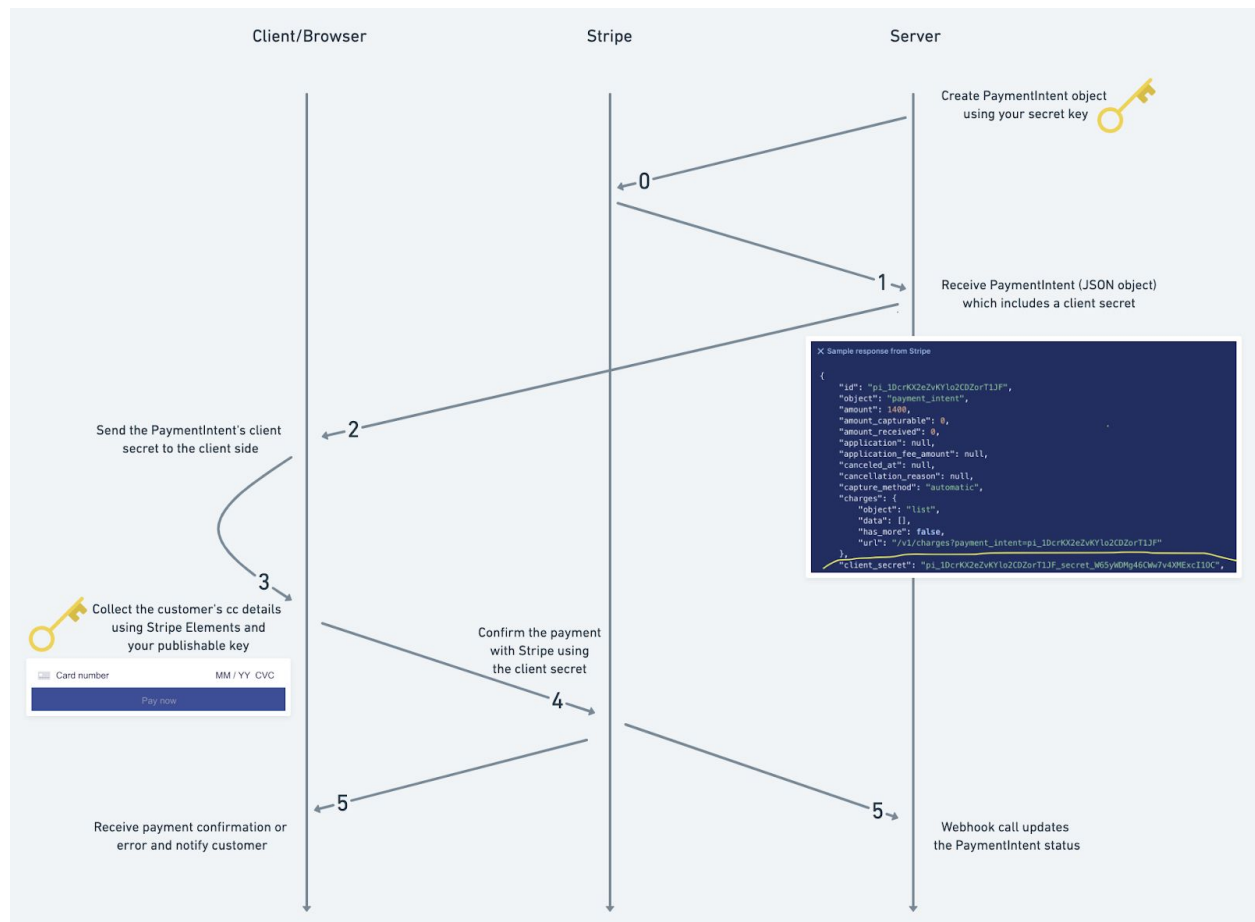 Client/Browser
Stripe
Server
Create PaymentIntent object
using your secret key
0
1
Receive PaymentIntent (JSON object)
which includes a client secret
X Sample response from Stripe
{
"id": "pi_1DcrKX2eZvKYlo2CDZorT1JF",
"object": "payment_intent",
"amount": 1400,
"amount_capturable": 0,
"amount_received": 0,
"application": null,
"application_fee_amount": null,
"canceled_at": null,
"cancellation_reason": null,
"capture_method": "automatic",
"charges": {
"object": "list",
"data": [],
"has_more": false,
"url": "/v1/charges?payment_intent=pi_1DcrKX2eZvKYlo2CDZorT1JF"
},
"client_secret": "pi_1DcrKX2eZvKYlo2CDZorT1JF_secret_W65yWDMg46CWw7v4XMExcI1OC",
2
Send the PaymentIntent's client
secret to the client side
3
Collect the customer's cc details
using Stripe Elements and
your publishable key
Card number MM / YY CVC
Pay now
Confirm the payment
with Stripe using
the client secret
4
5
Receive payment confirmation or
error and notify customer
5
Webhook call updates
the PaymentIntent status